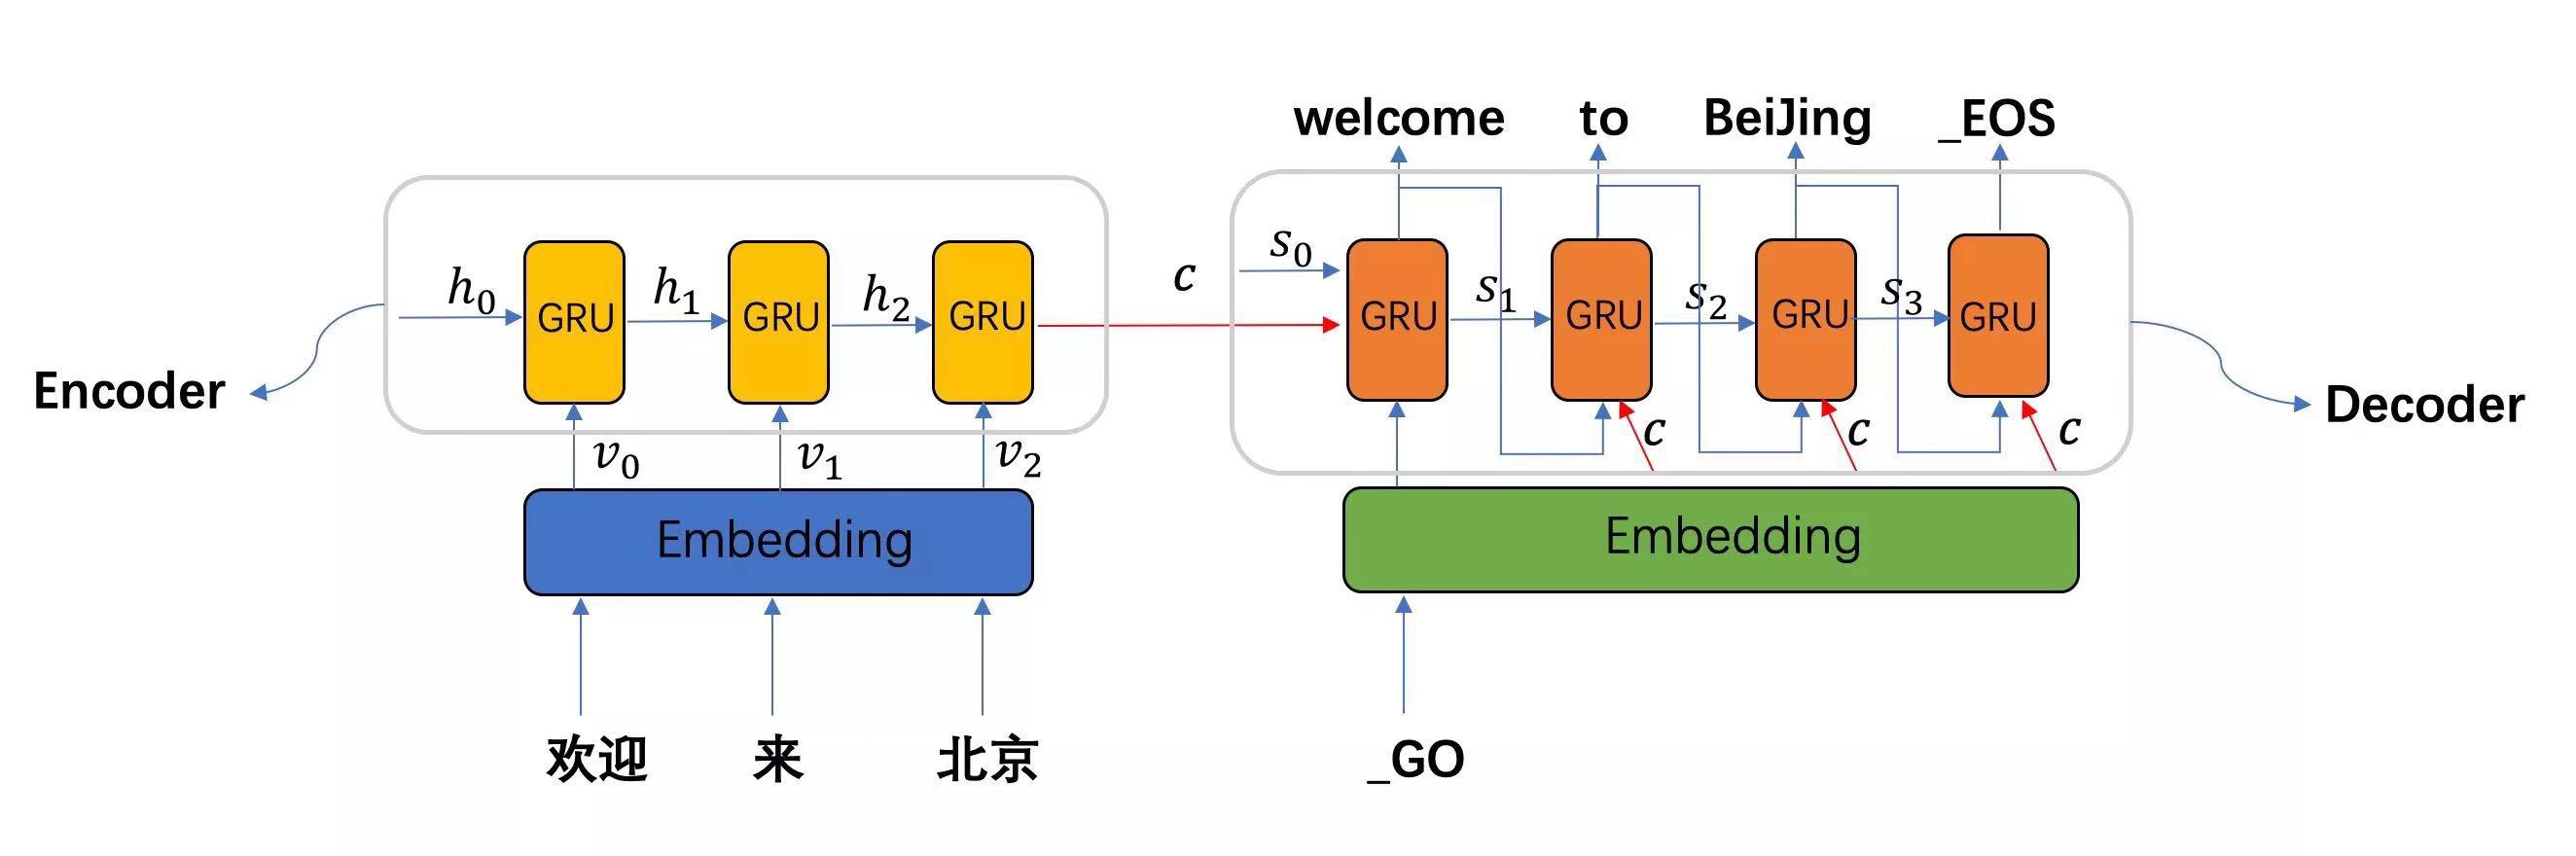 welcome to BeiJing _EOS
s0
c
h0 h1 h2
GRU GRU GRU
s1 s2 s3
GRU GRU GRU GRU
Encoder
Decoder
c c c
v0 v1 v2
Embedding
Embedding
欢迎 来 北京
_GO